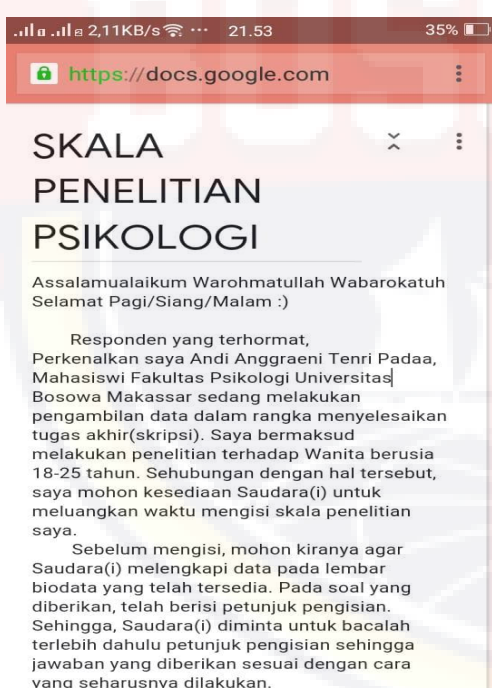 2,11KB/s ... 21.53 35%
https://docs.google.com
SKALA
PENELITIAN
PSIKOLOGI
Assalamualaikum Warohmatullah Wabarokatuh
Selamat Pagi/Siang/Malam :)
Responden yang terhormat,
Perkenalkan saya Andi Anggraeni Tenri Padaa,
Mahasiswi Fakultas Psikologi Universitas
Bosowa Makassar sedang melakukan
pengambilan data dalam rangka menyelesaikan
tugas akhir(skripsi). Saya bermaksud
melakukan penelitian terhadap Wanita berusia
18-25 tahun. Sehubungan dengan hal tersebut,
saya mohon kesediaan Saudara(i) untuk
meluangkan waktu mengisi skala penelitian
saya.
Sebelum mengisi, mohon kiranya agar
Saudara(i) melengkapi data pada lembar
biodata yang telah tersedia. Pada soal yang
diberikan, telah berisi petunjuk pengisian.
Sehingga, Saudara(i) diminta untuk bacalah
terlebih dahulu petunjuk pengisian sehingga
jawaban yang diberikan sesuai dengan cara
yang seharusnya dilakukan.